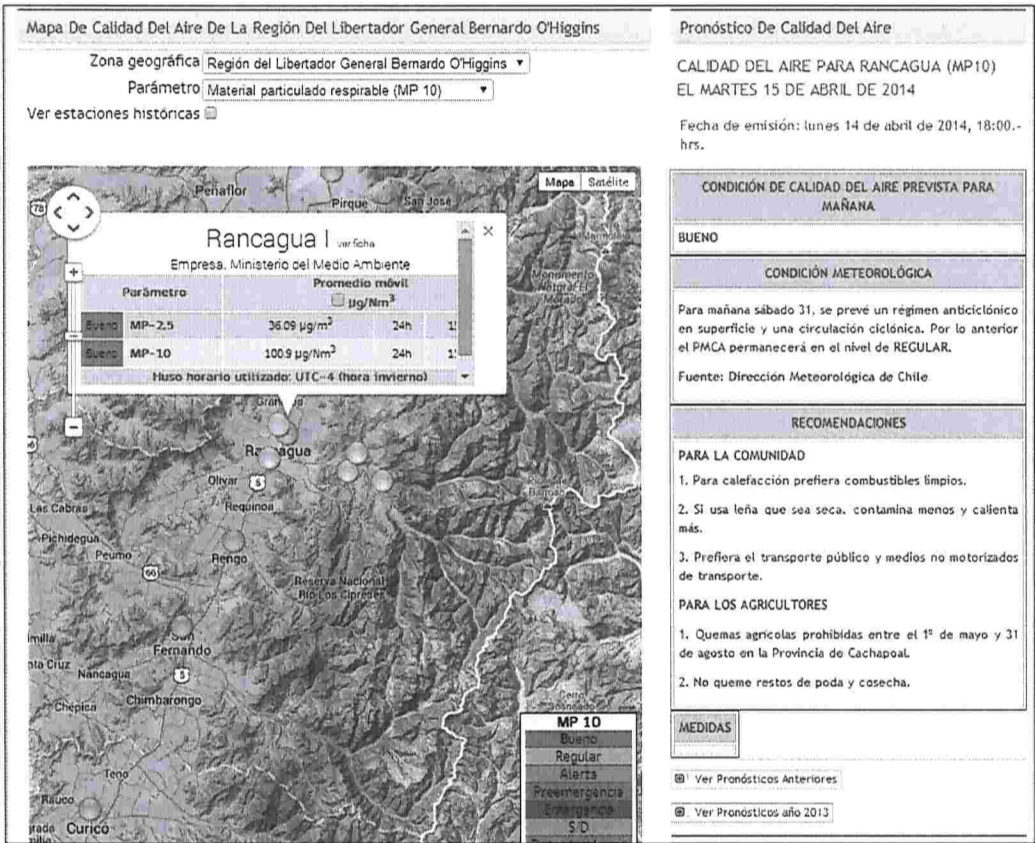 Mapa De Calidad Del Aire De La Región Del Libertador General Bernardo O'Higgins
Zona geográfica Región del Libertador General Bernardo O'Higgins
Parámetro Material particulado respirable (MP 10)
Ver estaciones históricas
Mapa Satélite
Peñaflor
Pirque
San José
78
Rancagua I ver ficha
Empresa. Ministerio del Medio Ambiente
Parámetro
Promedio móvil
µg/Nm³
Bueno MP-2,5 36.09 µg/m³ 24h
Bueno MP-10 100.9 µg/Nm³ 24h
Huso horario utilizado: UTC-4 (hora invierno)
Monumento
Rancagua
Olivar
5
Requinoa
Las Cabras
Pichidegua
Peumo
Rengo
66
Reserva Nacional
Río Los Cipreses
San
Fernando
5
Nancagua
Chimbarongo
Chépica
Teno
Rauco
Curicó
MP 10
Bueno
Regular
Alerta
Preemergencia
Emergencia
S/D
Pronóstico De Calidad Del Aire
CALIDAD DEL AIRE PARA RANCAGUA (MP10)
EL MARTES 15 DE ABRIL DE 2014
Fecha de emisión: lunes 14 de abril de 2014, 18:00.-
hrs.
CONDICIÓN DE CALIDAD DEL AIRE PREVISTA PARA
MAÑANA
BUENO
CONDICIÓN METEOROLÓGICA
Para mañana sábado 31, se prevé un régimen anticiclónico
en superficie y una circulación ciclónica. Por lo anterior
el PMCA permanecerá en el nivel de REGULAR.
Fuente: Dirección Meteorológica de Chile
RECOMENDACIONES
PARA LA COMUNIDAD
1. Para calefacción prefiera combustibles limpios.
2. Si usa leña que sea seca, contamina menos y calienta
más.
3. Prefiera el transporte público y medios no motorizados
de transporte.
PARA LOS AGRICULTORES
1. Quemas agrícolas prohibidas entre el 1º de mayo y 31
de agosto en la Provincia de Cachapoal.
2. No queme restos de poda y cosecha.
MEDIDAS
Ver Pronósticos Anteriores
Ver Pronósticos año 2013